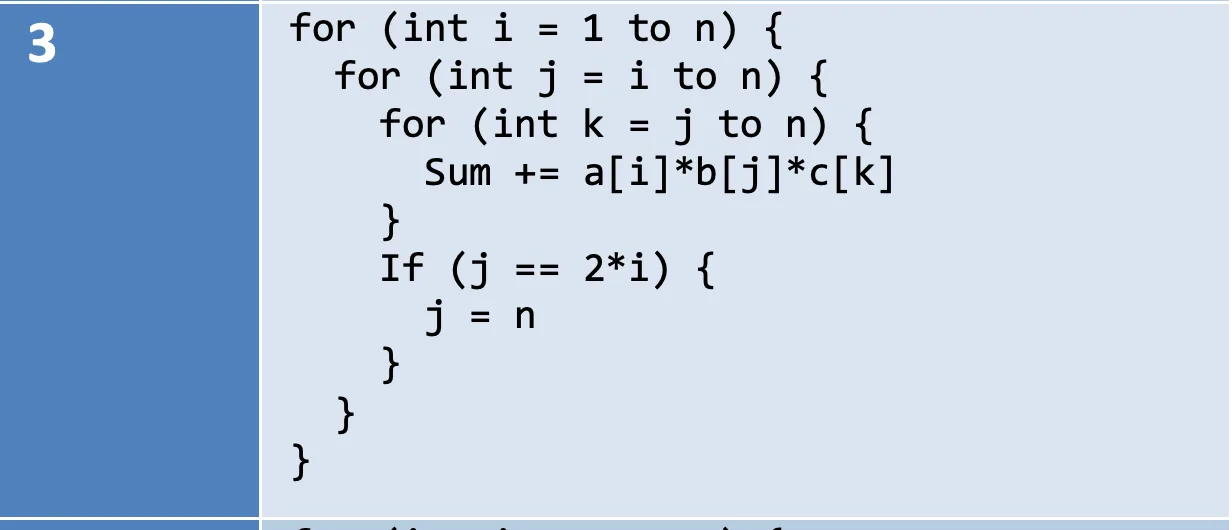 3
for (int i = 1 to n) {
for (int j = i to n) {
for (int k = j to n) {
Sum += a[i]*b[j]*c[k]
}
If (j == 2*i) {
j = n
}
}
}